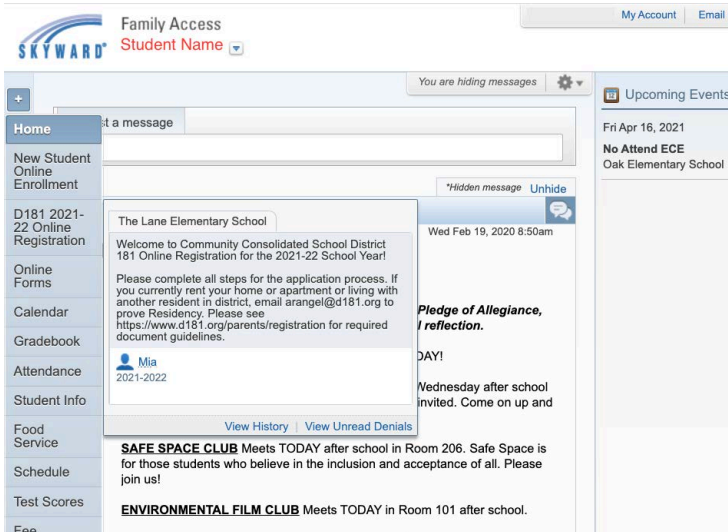 My Account | Email
SKYWARD®
Family Access
Student Name
You are hiding messages
Upcoming Events
Fri Apr 16, 2021
No Attend ECE
Oak Elementary School
+
Home
New Student
Online
Enrollment
D181 2021-
22 Online
Registration
Online
Forms
Calendar
Gradebook
Attendance
Student Info
Food
Service
Schedule
Test Scores
Fee
st a message
*Hidden message Unhide
Wed Feb 19, 2020 8:50am
The Lane Elementary School
Welcome to Community Consolidated School District
181 Online Registration for the 2021-22 School Year!
Please complete all steps for the application process. If
you currently rent your home or apartment or living with
another resident in district, email arangel@d181.org to
prove Residency. Please see
https://www.d181.org/parents/registration for required
document guidelines.
Mia
2021-2022
View History | View Unread Denials
Pledge of Allegiance,
l reflection.
DAY!
Wednesday after school
invited. Come on up and
SAFE SPACE CLUB Meets TODAY after school in Room 206. Safe Space is
for those students who believe in the inclusion and acceptance of all. Please
join us!
ENVIRONMENTAL FILM CLUB Meets TODAY in Room 101 after school.